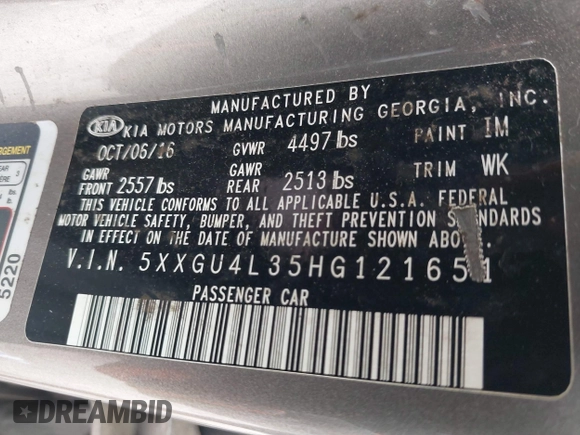 MANUFACTURED BY
KIA KIA MOTORS MANUFACTURING GEORGIA, INC.
OCT/06/16 GVWR 4497 lbs PAINT IM
GAWR FRONT 2557 lbs GAWR REAR 2513 lbs TRIM WK
THIS VEHICLE CONFORMS TO ALL APPLICABLE U.S.A. FEDERAL
MOTOR VEHICLE SAFETY, BUMPER, AND THEFT PREVENTION STANDARDS
IN EFFECT ON THE DATE OF MANUFACTURE SHOWN ABOVE.
V.I.N. 5XXGU4L35HG121651
PASSENGER CAR
5220
DREAMBID